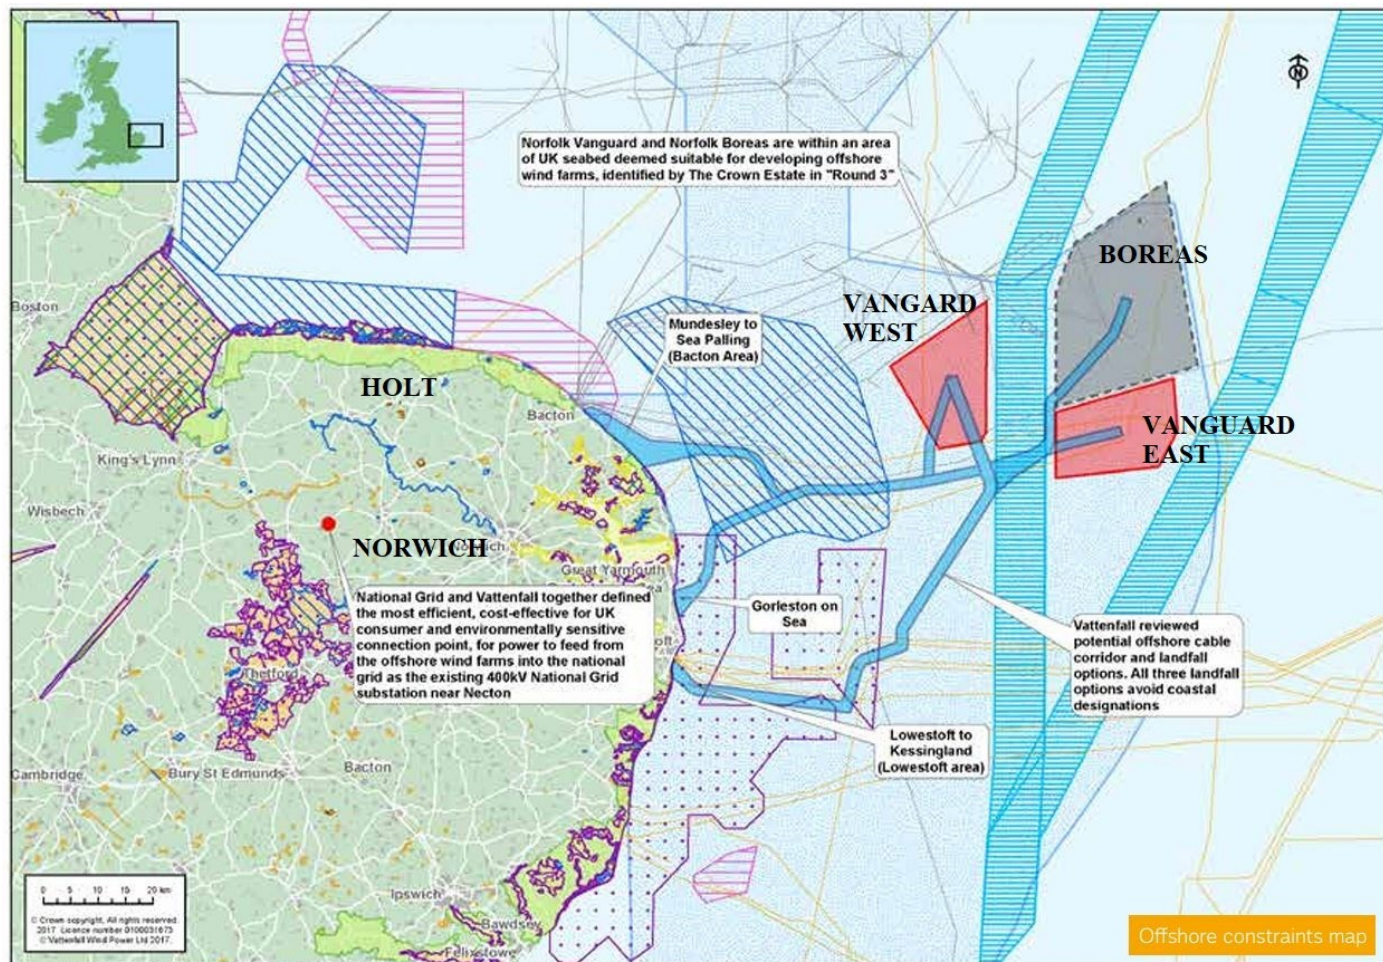 N
Norfolk Vanguard and Norfolk Boreas are within an area
of UK seabed deemed suitable for developing offshore
wind farms, identified by The Crown Estate in "Round 3"
BOREAS
VANGARD
WEST
Boston
Mundesley to
Sea Palling
(Bacton Area)
HOLT
Bacton
VANGUARD
EAST
King's Lynn
Wisbech
NORWICH
Great Yarmouth
National Grid and Vattenfall together defined
the most efficient, cost-effective for UK
consumer and environmentally sensitive
connection point, for power to feed from
the offshore wind farms into the national
grid as the existing 400kV National Grid
substation near Necton
Gorleston on
Sea
Vattenfall reviewed
potential offshore cable
corridor and landfall
options. All three landfall
options avoid coastal
designations
Thetford
Lowestoft to
Kessingland
(Lowestoft area)
Cambridge
Bury St Edmunds
Bacton
Ipswich
Bawdsey
Felixstowe
0 5 10 15 20 km
© Crown copyright, All rights reserved.
2017. Licence number 0100031673
© Vattenfall Wind Power Ltd 2017.
Offshore constraints map